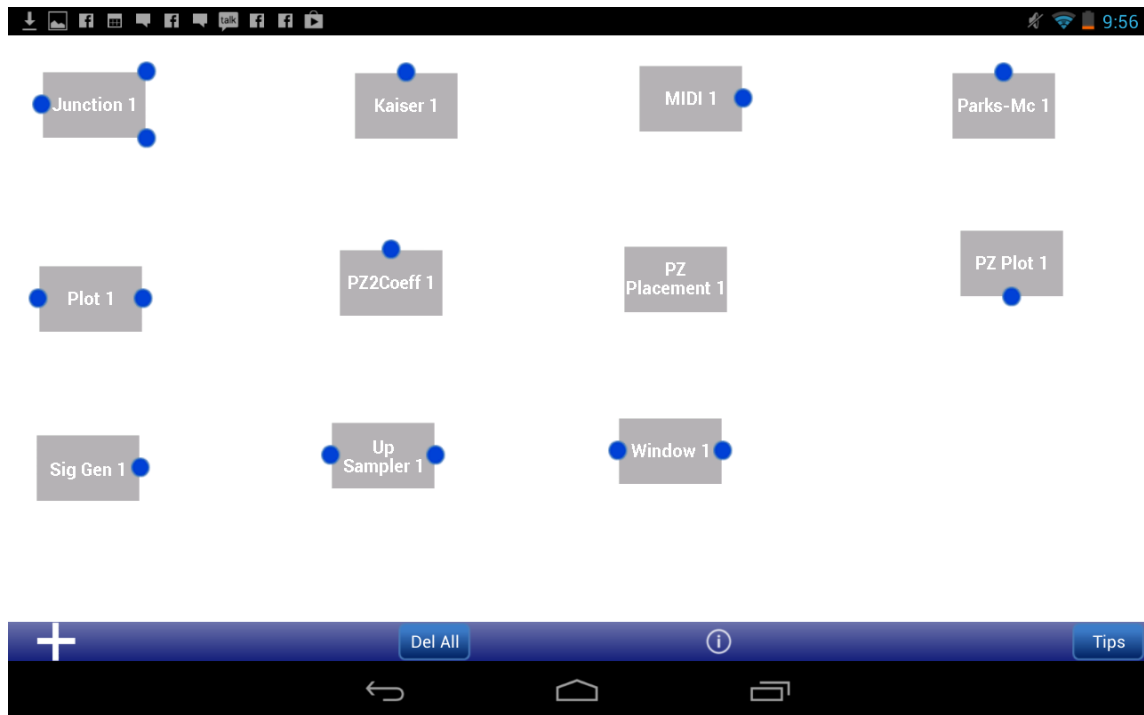 talk
9:56
Junction 1
Kaiser 1
MIDI 1
Parks-Mc 1
Plot 1
PZ2Coeff 1
PZ
Placement 1
PZ Plot 1
Sig Gen 1
Up
Sampler 1
Window 1
Del All
Tips